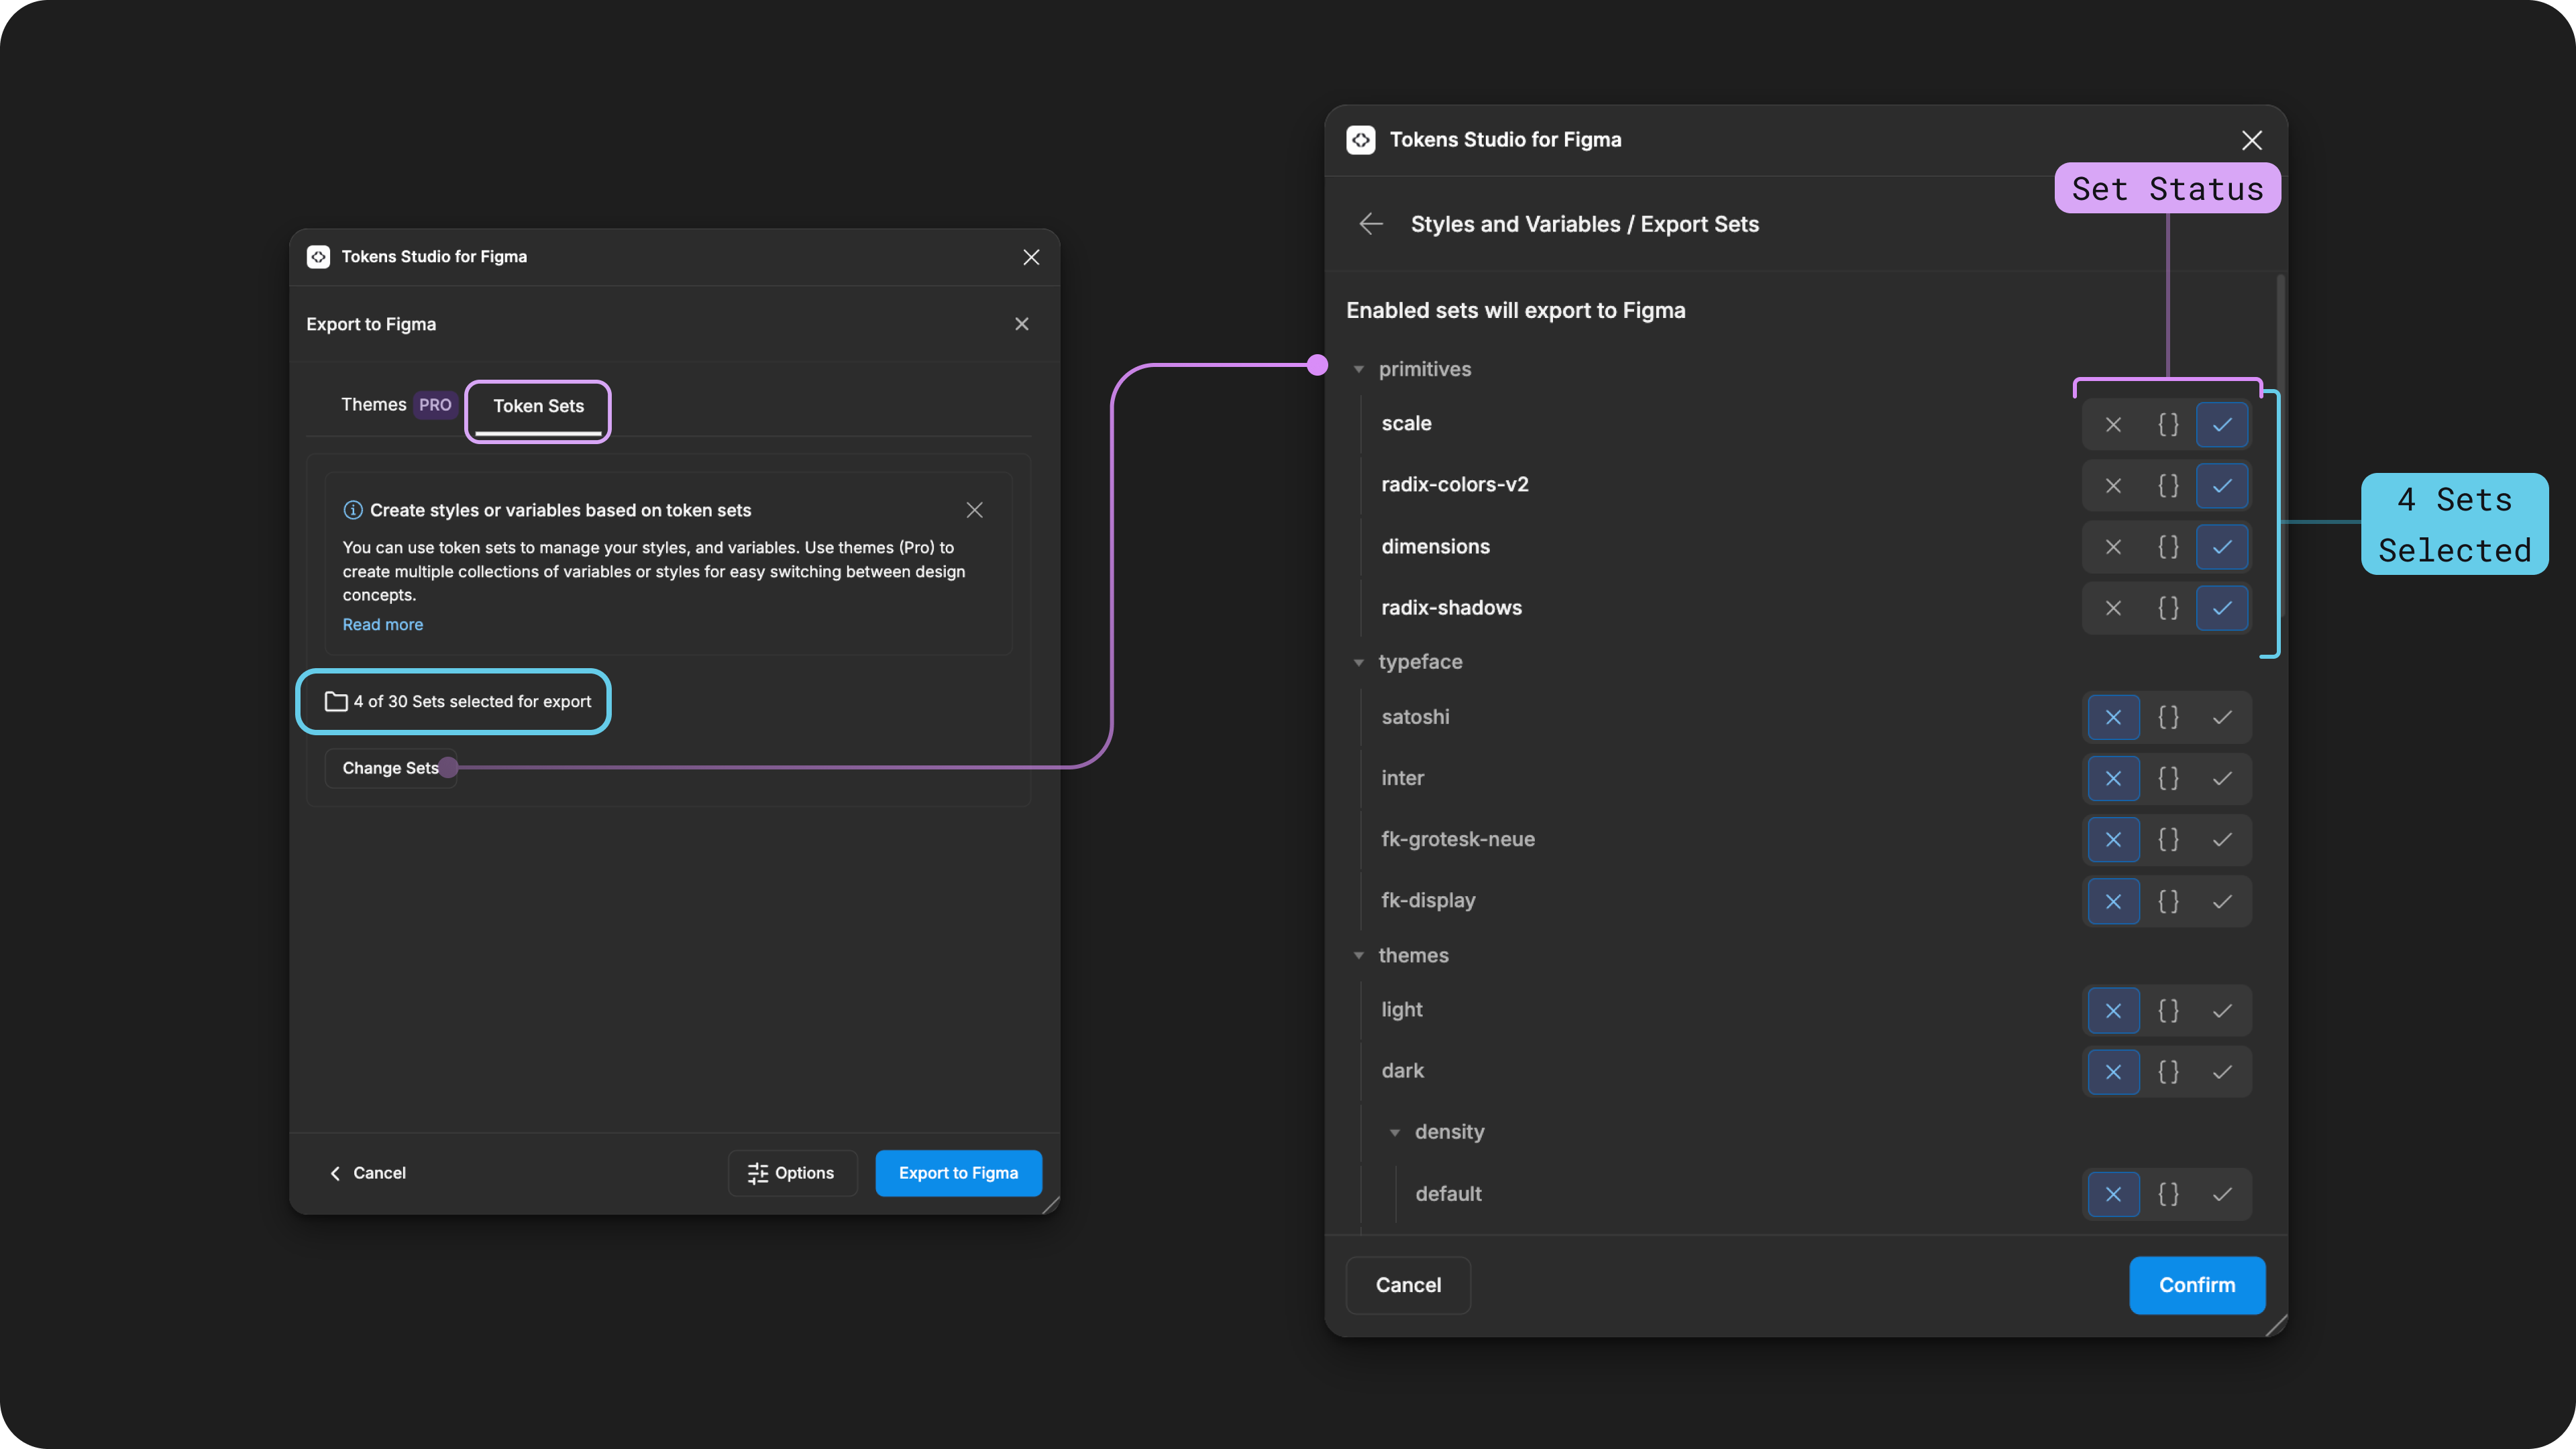 Tokens Studio for Figma
Export to Figma
Themes PRO Token Sets
Create styles or variables based on token sets
You can use token sets to manage your styles, and variables. Use themes (Pro) to
create multiple collections of variables or styles for easy switching between design
concepts.
Read more
4 of 30 Sets selected for export
Change Sets
Cancel Options Export to Figma
Tokens Studio for Figma
Set Status
Styles and Variables / Export Sets
Enabled sets will export to Figma
primitives
scale
radix-colors-v2
dimensions
radix-shadows
4 Sets
Selected
typeface
satoshi
inter
fk-grotesk-neue
fk-display
themes
light
dark
density
default
Cancel Confirm